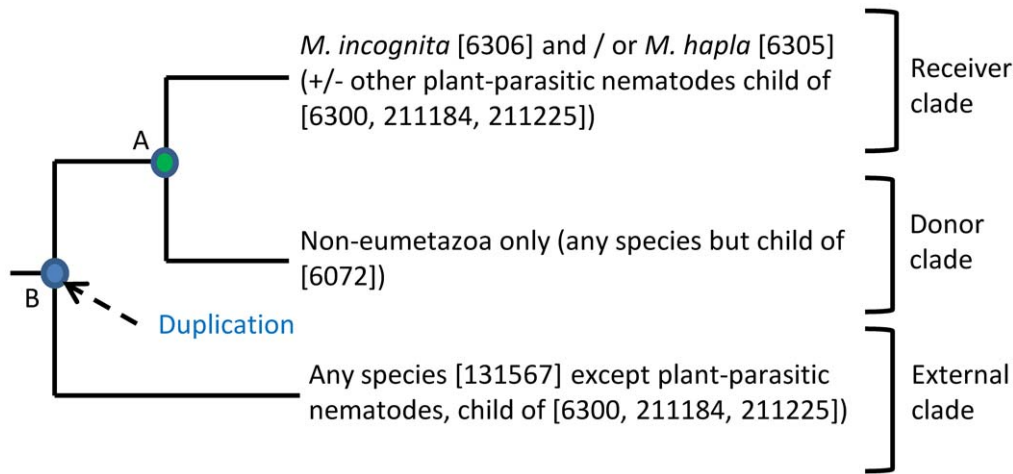 M. incognita [6306] and / or M. hapla [6305]
(+/- other plant-parasitic nematodes child of
[6300, 211184, 211225])
Receiver
clade
A
Non-eumetazoa only (any species but child of
[6072])
Donor
clade
B
Duplication
Any species [131567] except plant-parasitic
nematodes, child of [6300, 211184, 211225])
External
clade